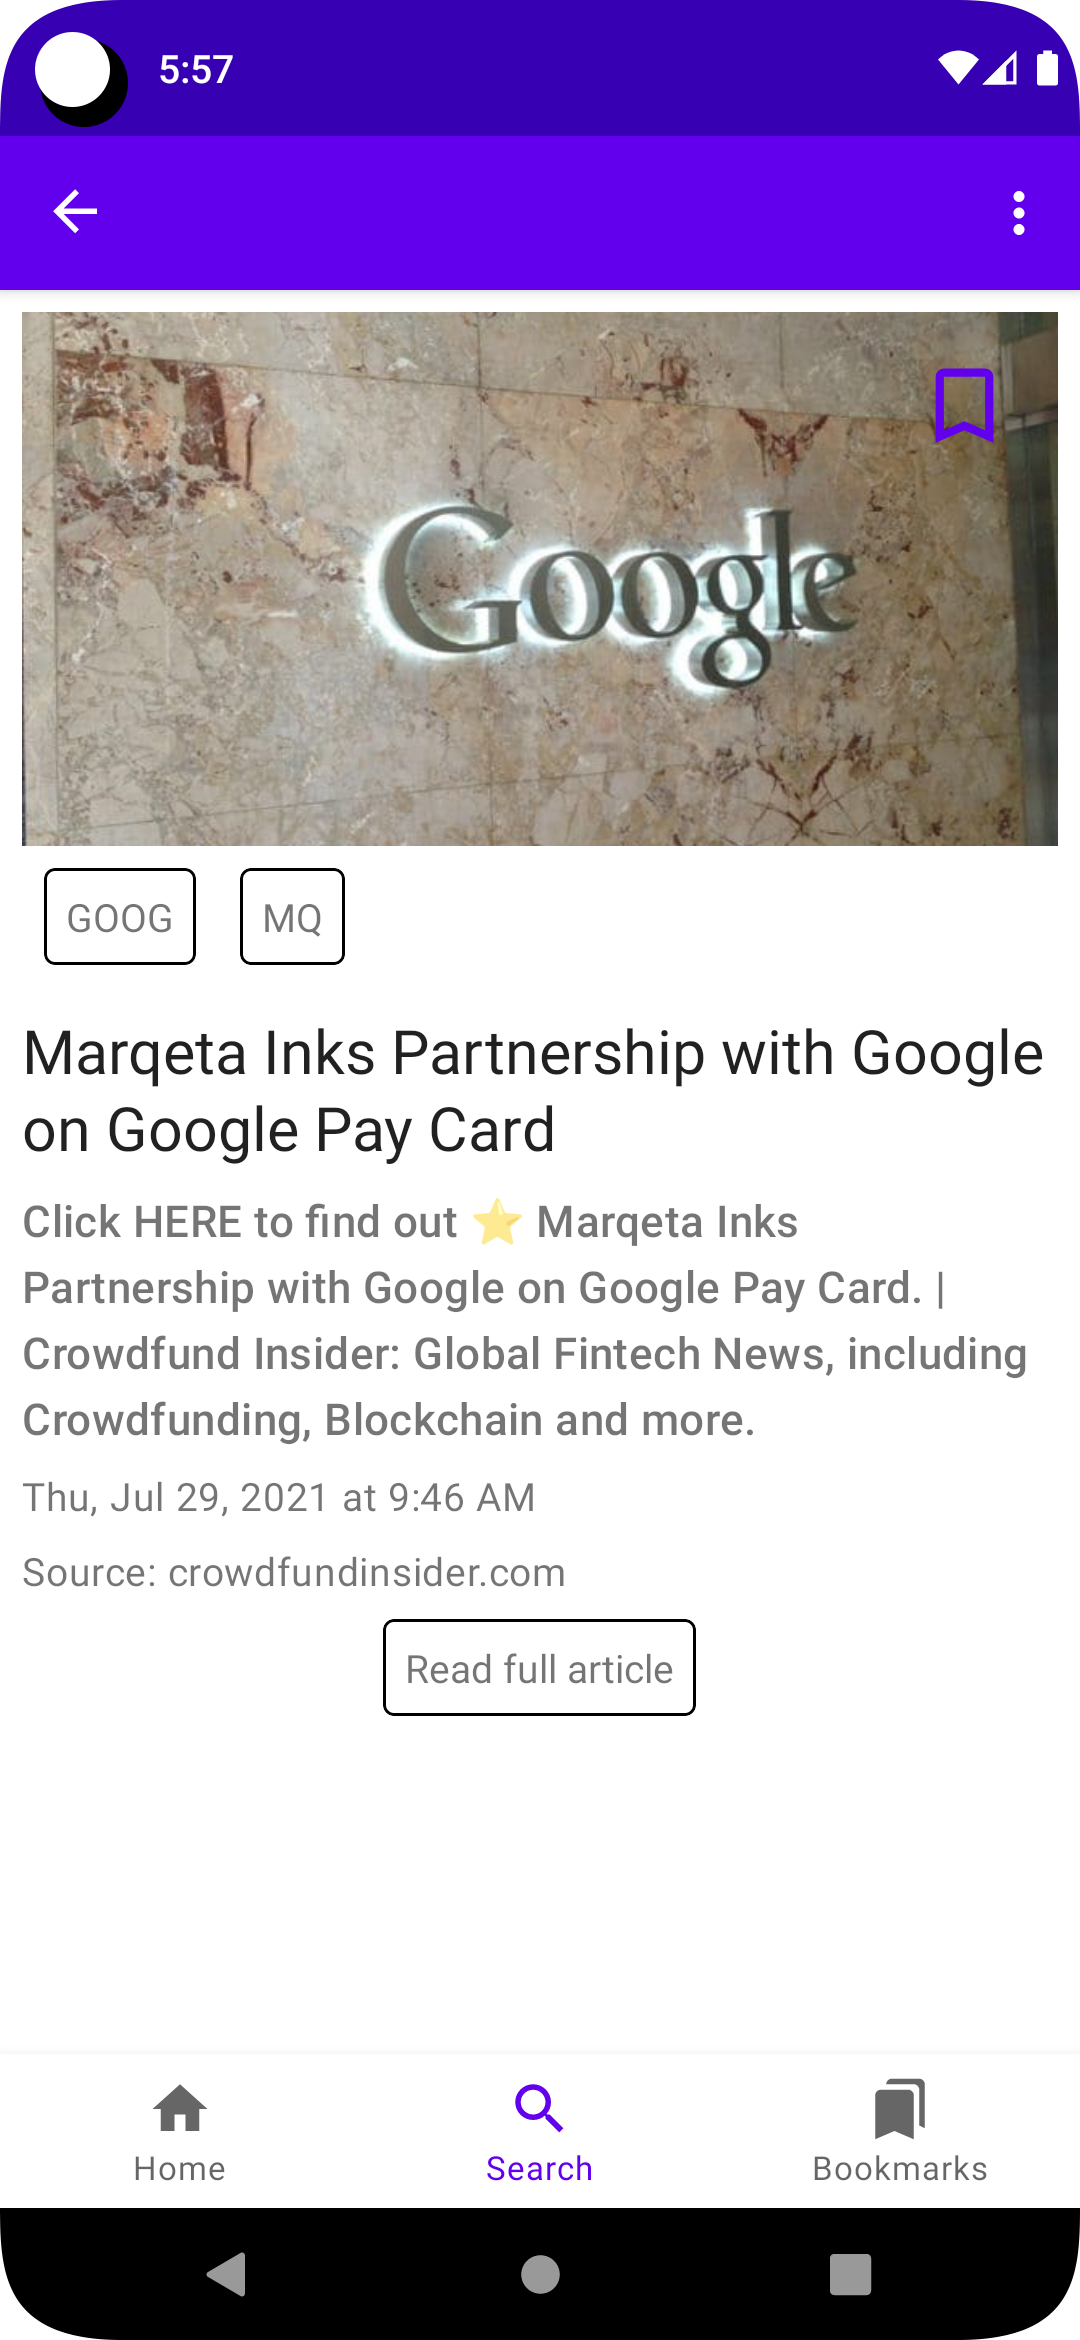 5:57
Google
GOOG
MQ
Marqeta Inks Partnership with Google
on Google Pay Card
Click HERE to find out ⭐ Marqeta Inks
Partnership with Google on Google Pay Card. |
Crowdfund Insider: Global Fintech News, including
Crowdfunding, Blockchain and more.
Thu, Jul 29, 2021 at 9:46 AM
Source: crowdfundinsider.com
Read full article
Home
Search
Bookmarks